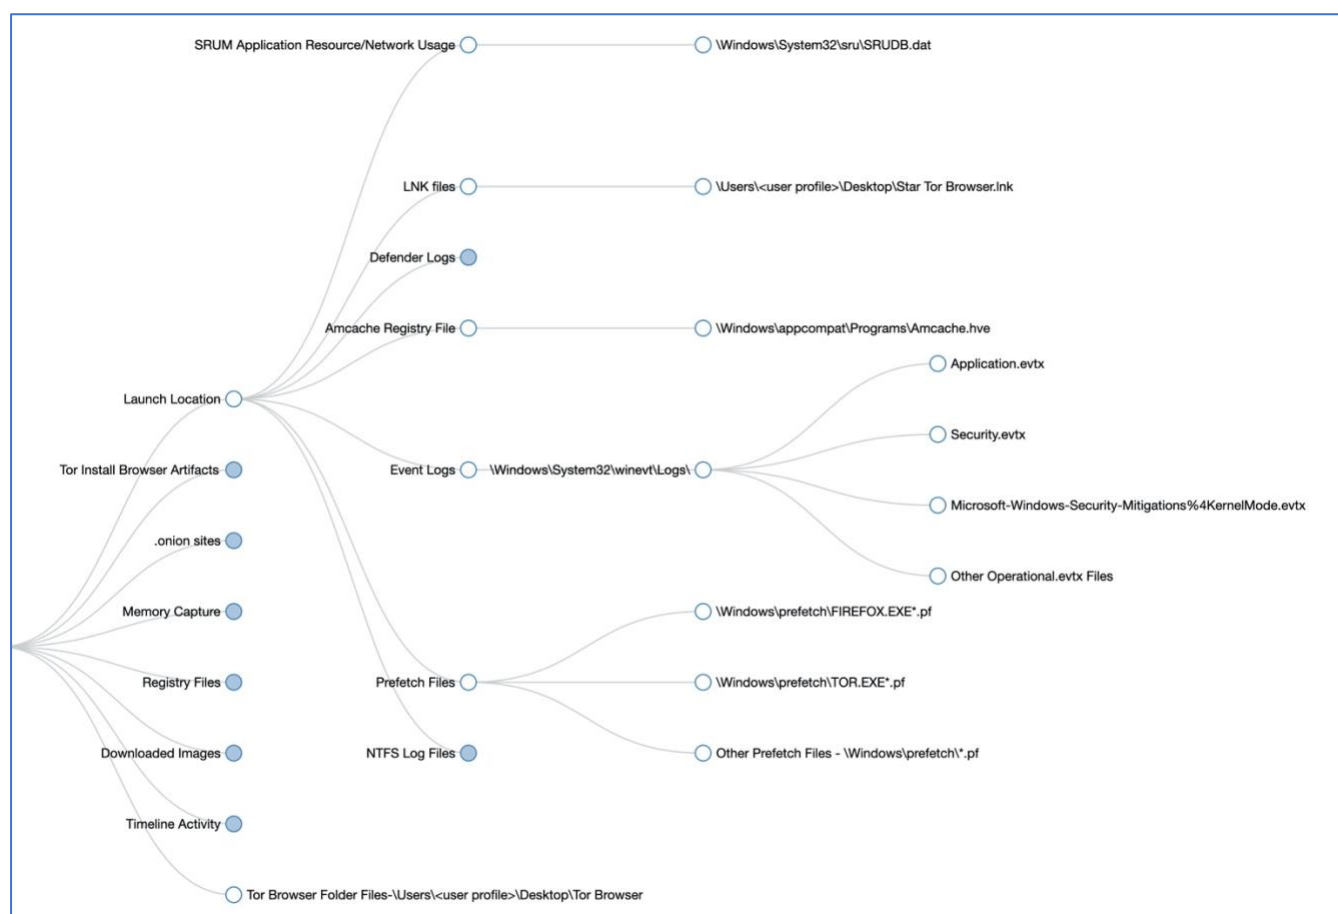 SRUM Application Resource/Network Usage
\Windows\System32\sru\SRUDB.dat
LNK files
\Users\<user profile>\Desktop\Star Tor Browser.lnk
Defender Logs
Amcache Registry File
\Windows\appcompat\Programs\Amcache.hve
Application.evtx
Launch Location
Security.evtx
Tor Install Browser Artifacts
Event Logs
\Windows\System32\winevt\Logs\
Microsoft-Windows-Security-Mitigations%4KernelMode.evtx
.onion sites
Other Operational.evtx Files
Memory Capture
\Windows\prefetch\FIREFOX.EXE*.pf
Registry Files
Prefetch Files
\Windows\prefetch\TOR.EXE*.pf
Downloaded Images
NTFS Log Files
Other Prefetch Files - \Windows\prefetch\*.pf
Timeline Activity
Tor Browser Folder Files-\Users\<user profile>\Desktop\Tor Browser